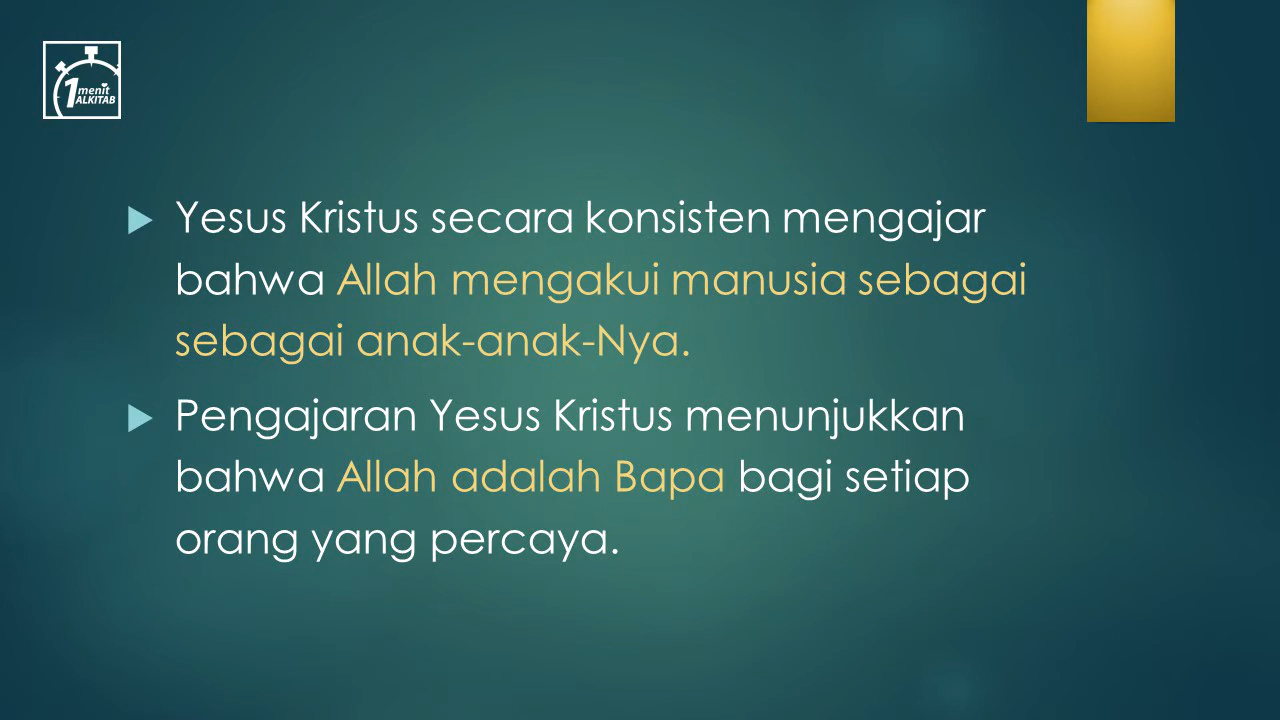 1 menit
ALKITAB
Yesus Kristus secara konsisten mengajar
bahwa Allah mengakui manusia sebagai
sebagai anak-anak-Nya.
Pengajaran Yesus Kristus menunjukkan
bahwa Allah adalah Bapa bagi setiap
orang yang percaya.